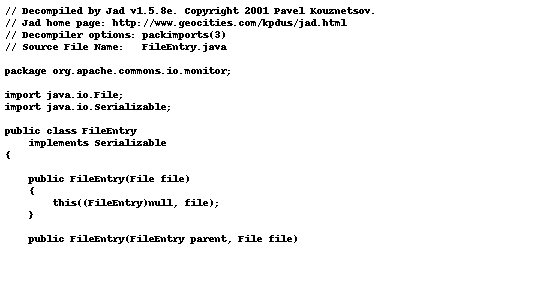 // Decompiled by Jad v1.5.8e. Copyright 2001 Pavel Kouznetsov.
// Jad home page: http://www.geocities.com/kpdus/jad.html
// Decompiler options: packimports(3)
// Source File Name:   FileEntry.java

package org.apache.commons.io.monitor;

import java.io.File;
import java.io.Serializable;

public class FileEntry
    implements Serializable
{

    public FileEntry(File file)
    {
        this((FileEntry)null, file);
    }

    public FileEntry(FileEntry parent, File file)